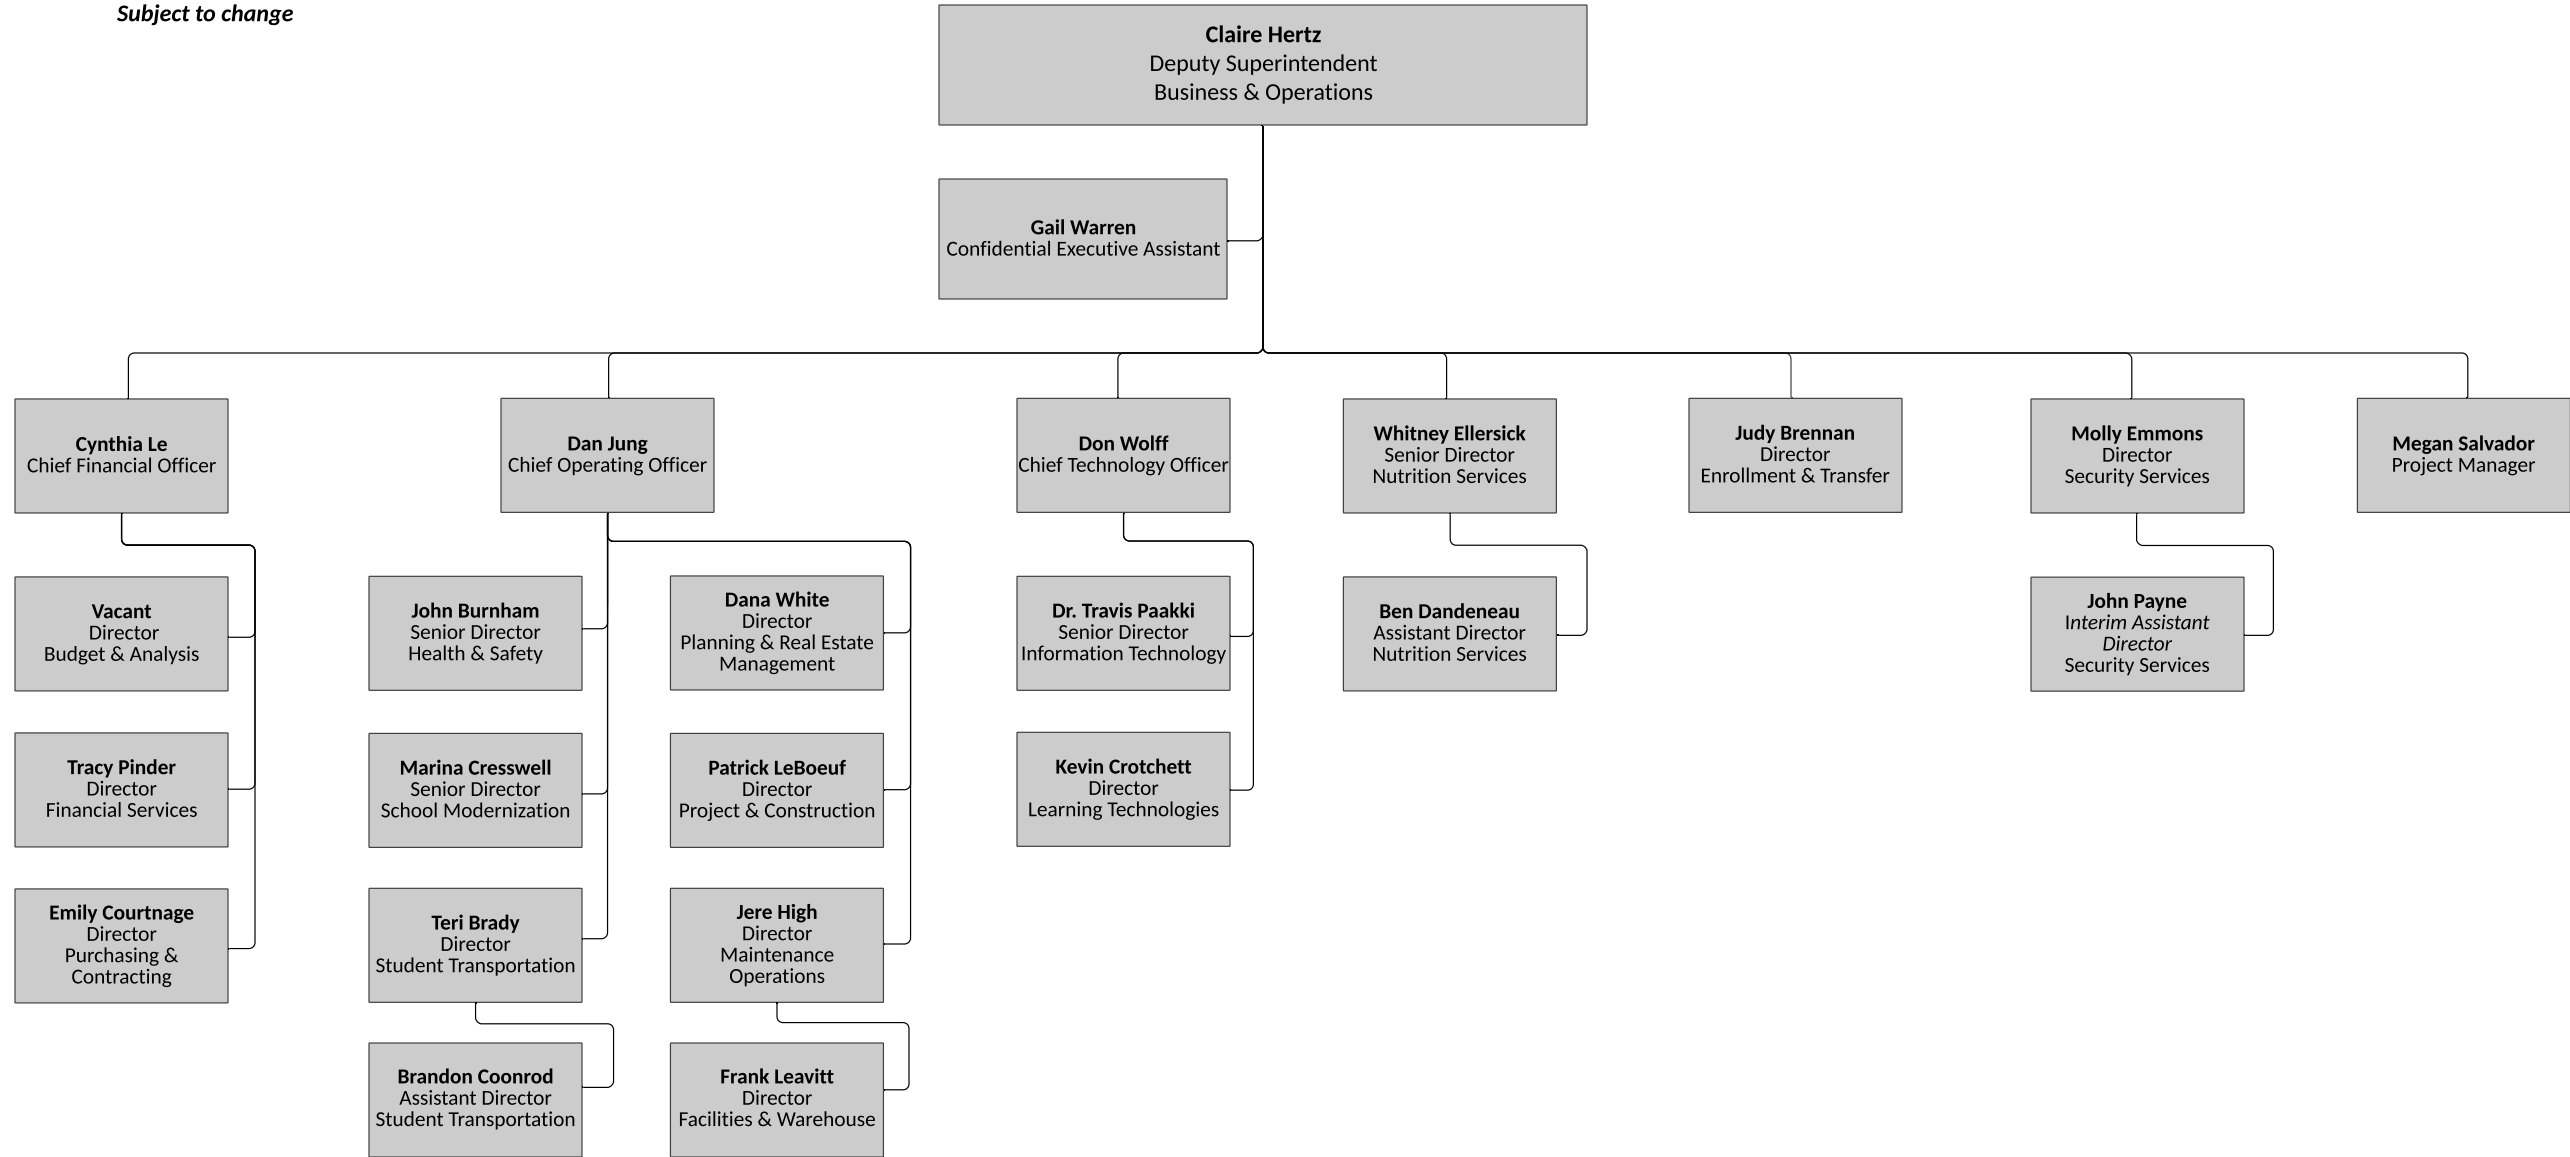 Subject to change
Claire Hertz
Deputy Superintendent
Business & Operations
Gail Warren
Confidential Executive Assistant
Cynthia Le
Chief Financial Officer
Dan Jung
Chief Operating Officer
Don Wolff
Chief Technology Officer
Whitney Ellersick
Senior Director
Nutrition Services
Judy Brennan
Director
Enrollment & Transfer
Molly Emmons
Director
Security Services
Megan Salvador
Project Manager
Vacant
Director
Budget & Analysis
John Burnham
Senior Director
Health & Safety
Dana White
Director
Planning & Real Estate
Management
Dr. Travis Paakki
Senior Director
Information Technology
Ben Dandeneau
Assistant Director
Nutrition Services
John Payne
Interim Assistant
Director
Security Services
Tracy Pinder
Director
Financial Services
Marina Cresswell
Senior Director
School Modernization
Patrick LeBoeuf
Director
Project & Construction
Kevin Crotchett
Director
Learning Technologies
Emily Courtnage
Director
Purchasing &
Contracting
Teri Brady
Director
Student Transportation
Jere High
Director
Maintenance
Operations
Brandon Coonrod
Assistant Director
Student Transportation
Frank Leavitt
Director
Facilities & Warehouse